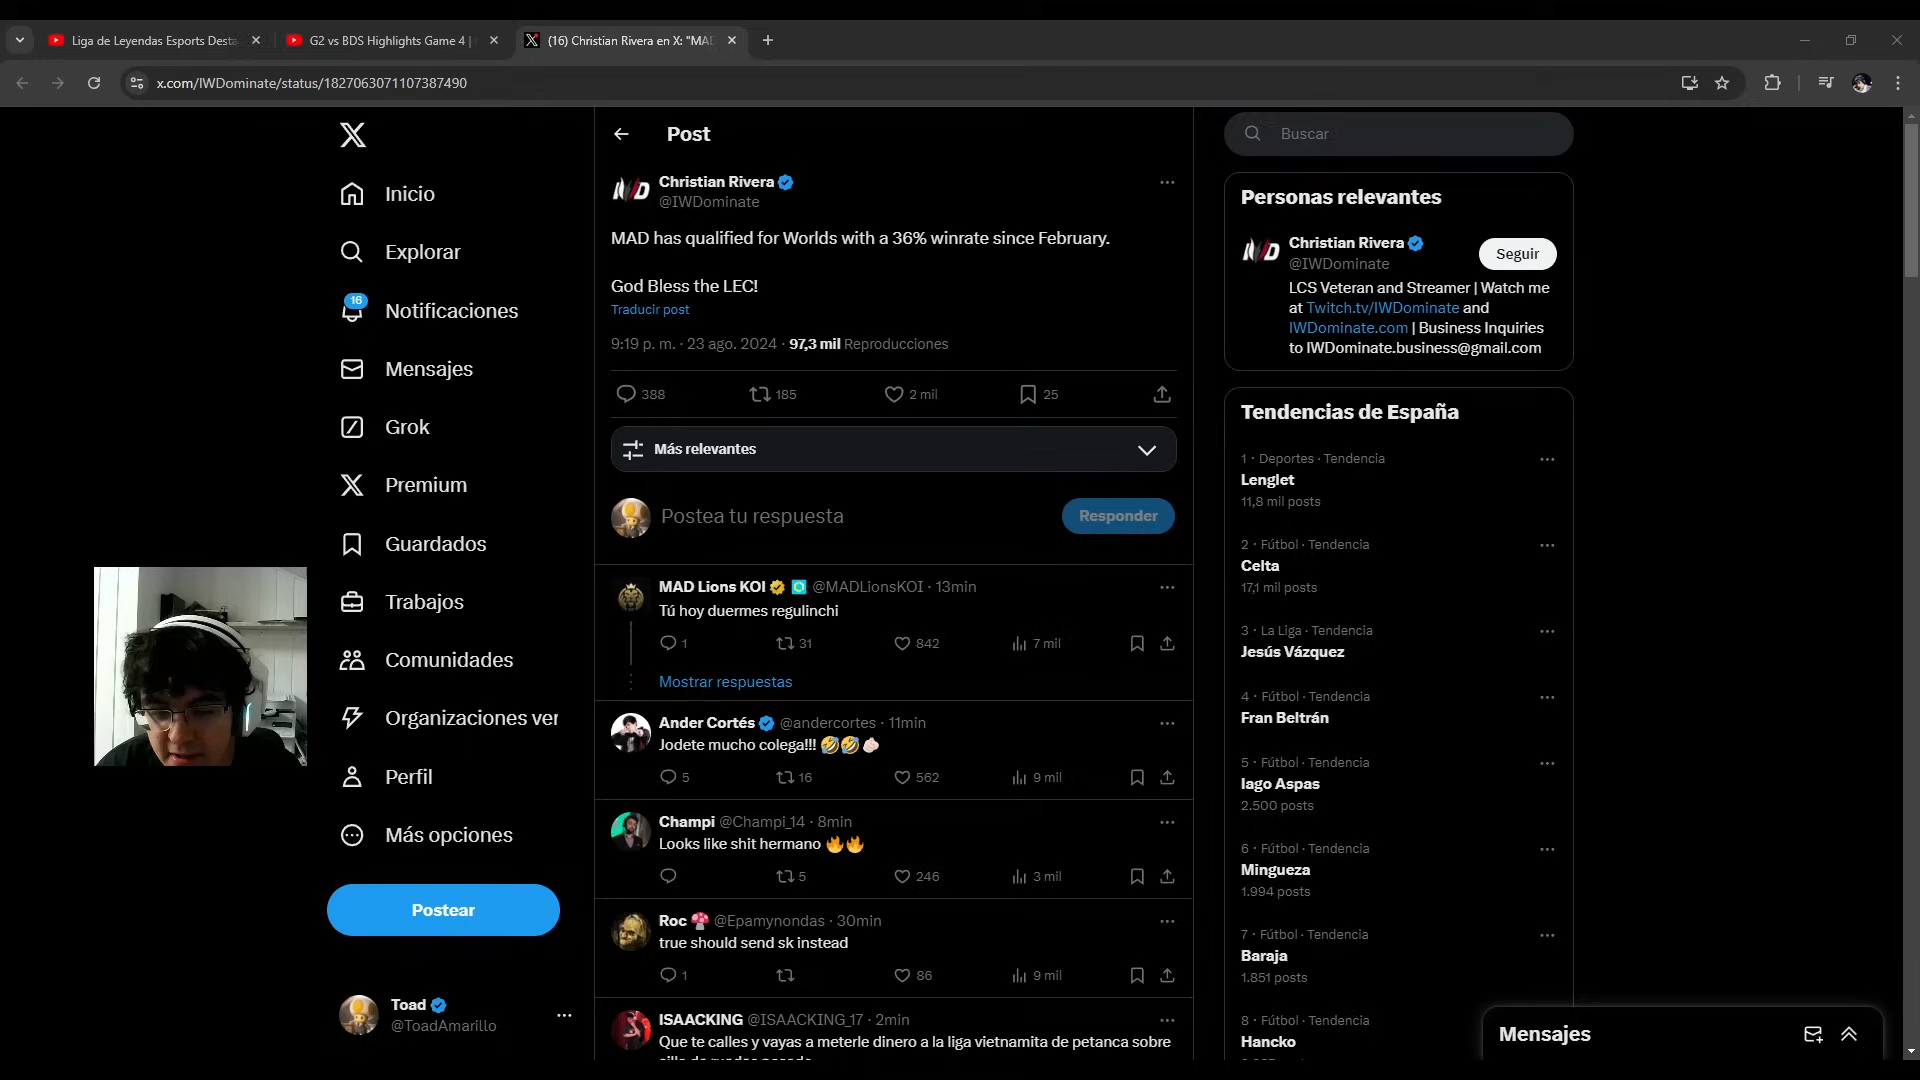 Liga de Leyendas Esports Desta
G2 vs BDS Highlights Game 4 |
(16) Christian Rivera en X: "MAD
x.com/IWDominate/status/1827063071107387490
Inicio
Explorar
16
Notificaciones
Mensajes
Grok
Premium
Guardados
Trabajos
Comunidades
Organizaciones ver
Perfil
Más opciones
Postear
Toad
@ToadAmarillo
Post
Christian Rivera
@IWDominate
MAD has qualified for Worlds with a 36% winrate since February.
God Bless the LEC!
Traducir post
9:19 p. m. · 23 ago. 2024 · 97,3 mil Reproducciones
388 185 2 mil 25
Más relevantes
Postea tu respuesta
Responder
MAD Lions KOI @MADLionsKOI · 13min
Tú hoy duermes regulinchi
1 31 842 7 mil
Mostrar respuestas
Ander Cortés @andercortes · 11min
Jodete mucho colega!!! 🤣🤣🫵🏻
5 16 562 9 mil
Champi @Champi_14 · 8min
Looks like shit hermano 🔥🔥
5 246 3 mil
Roc 🍄 @Epamynondas · 30min
true should send sk instead
1 86 9 mil
ISAACKING @ISAACKING_17 · 2min
Que te calles y vayas a meterle dinero a la liga vietnamita de petanca sobre
Buscar
Personas relevantes
Christian Rivera
@IWDominate
Seguir
LCS Veteran and Streamer | Watch me
at Twitch.tv/IWDominate and
IWDominate.com | Business Inquiries
to IWDominate.business@gmail.com
Tendencias de España
1 · Deportes · Tendencia
Lenglet
11,8 mil posts
2 · Fútbol · Tendencia
Celta
17,1 mil posts
3 · La Liga · Tendencia
Jesús Vázquez
4 · Fútbol · Tendencia
Fran Beltrán
5 · Fútbol · Tendencia
Iago Aspas
2.500 posts
6 · Fútbol · Tendencia
Mingueza
1.994 posts
7 · Fútbol · Tendencia
Baraja
1.851 posts
8 · Fútbol · Tendencia
Hancko
Mensajes